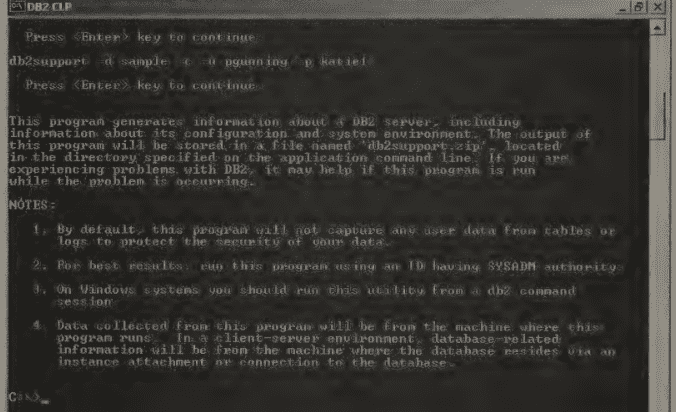 DB2 CLP
Press <Enter> key to continue
db2support -d sample -c -u pgunning -p katie1
Press <Enter> key to continue
This program generates information about a DB2 server, including
information about its configuration and system environment. The output of
this program will be stored in a file named 'db2support.zip', located
in the directory specified on the application command line. If you are
experiencing problems with DB2, it may help if this program is run
while the problem is occurring.
NOTES:
1. By default, this program will not capture any user data from tables or
logs to protect the security of your data.
2. For best results, run this program using an ID having SYSADM authority
3. On Windows systems you should run this utility from a db2 command
session
4. Data collected from this program will be from the machine where this
program runs. In a client-server environment, database-related
information will be from the machine where the database resides via an
instance attachment or connection to the database.
C:\>_